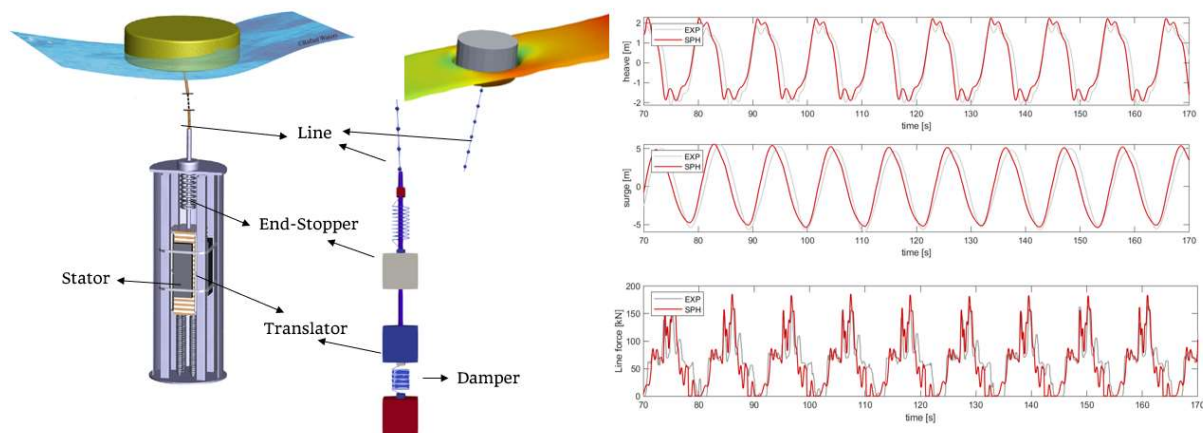 ©Rafael Waters
Line
End-Stopper
Stator
Translator
Damper
EXP
SPH
heave [m]
2
1
0
-1
-2
70 80 90 100 110 120 130 140 150 160 170
time [s]
EXP
SPH
surge [m]
5
0
-5
70 80 90 100 110 120 130 140 150 160 170
time [s]
EXP
SPH
Line force [kN]
200
150
100
50
0
70 80 90 100 110 120 130 140 150 160 170
time [s]